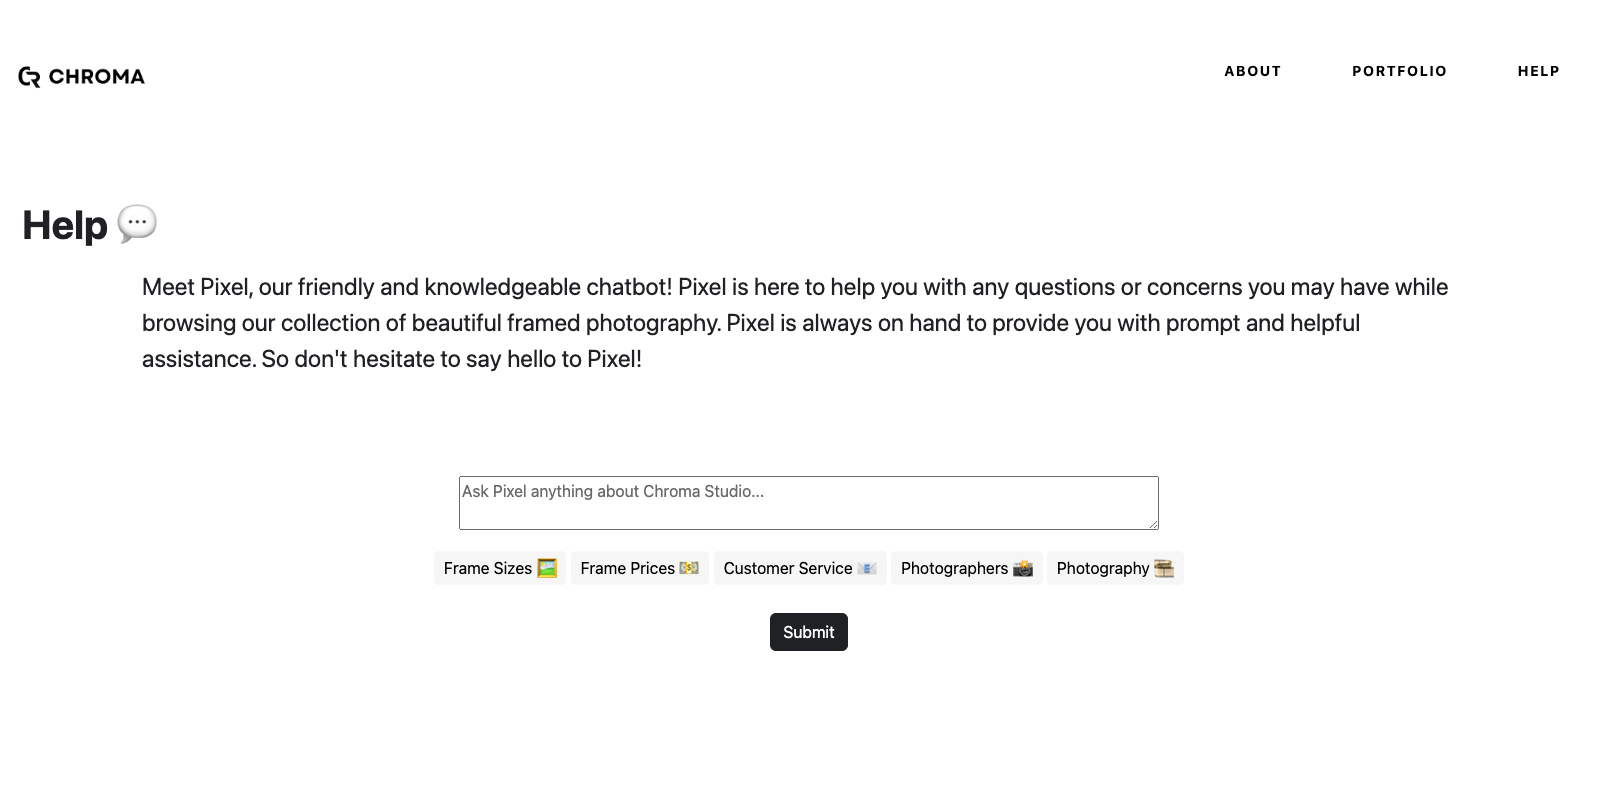 CHROMA
ABOUT PORTFOLIO HELP
Help
Meet Pixel, our friendly and knowledgeable chatbot! Pixel is here to help you with any questions or concerns you may have while
browsing our collection of beautiful framed photography. Pixel is always on hand to provide you with prompt and helpful
assistance. So don't hesitate to say hello to Pixel!
Ask Pixel anything about Chroma Studio...
Frame Sizes 🖼️ Frame Prices 💵 Customer Service 📧 Photographers 📸 Photography 🗃️
Submit